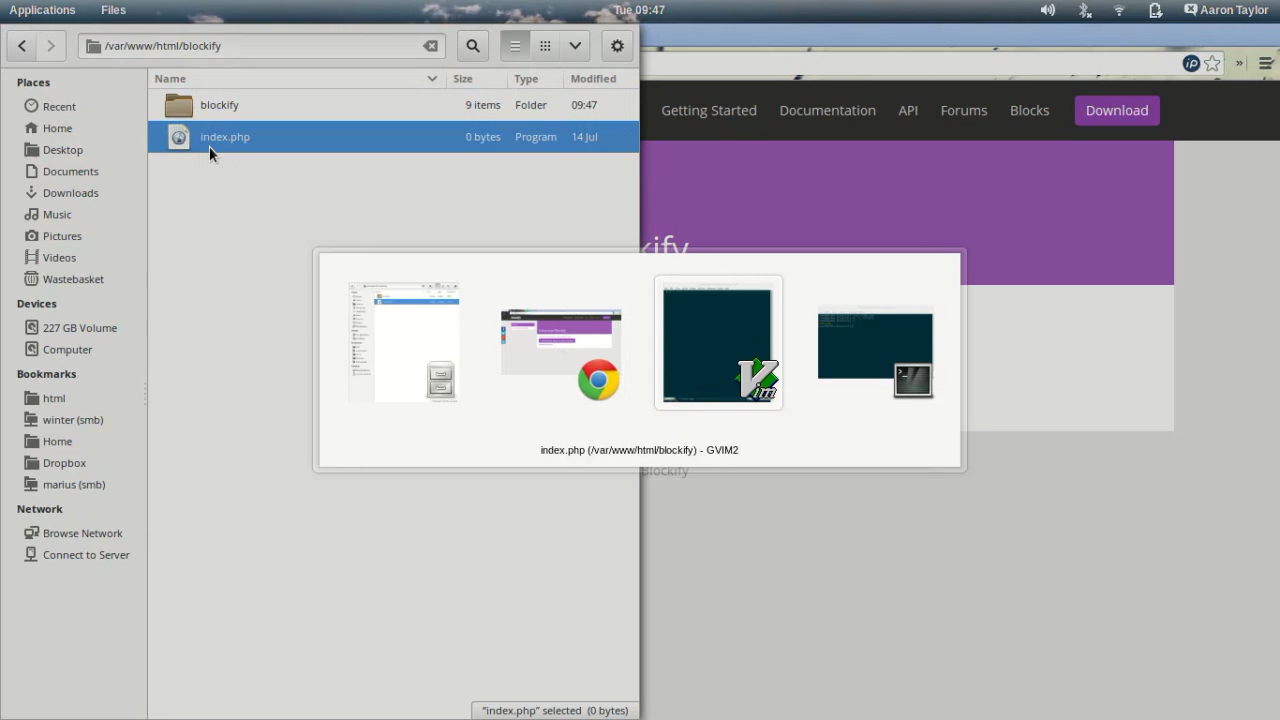 Applications Files Tue 09:47 Aaron Taylor
/var/www/html/blockify
Name Size Type Modified
blockify 9 items Folder 09:47
index.php 0 bytes Program 14 Jul
Places
Recent
Home
Desktop
Documents
Downloads
Music
Pictures
Videos
Wastebasket
Devices
227 GB Volume
Computer
Bookmarks
html
winter (smb)
Home
Dropbox
marius (smb)
Network
Browse Network
Connect to Server
Getting Started Documentation API Forums Blocks Download
kify
index.php (/var/www/html/blockify) - GVIM2
Blockify
"index.php" selected (0 bytes)